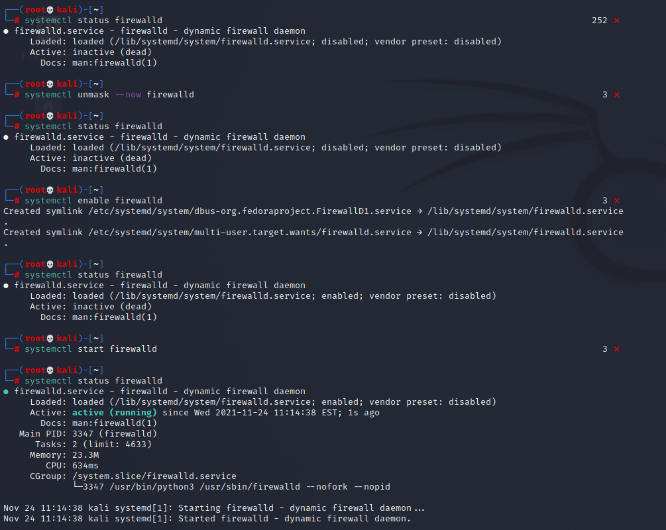 ┌──(root💀kali)-[~]
└─# systemctl status firewalld 252 ⨯
● firewalld.service - firewalld - dynamic firewall daemon
Loaded: loaded (/lib/systemd/system/firewalld.service; disabled; vendor preset: disabled)
Active: inactive (dead)
Docs: man:firewalld(1)
┌──(root💀kali)-[~]
└─# systemctl unmask --now firewalld 3 ⨯
┌──(root💀kali)-[~]
└─# systemctl status firewalld
● firewalld.service - firewalld - dynamic firewall daemon
Loaded: loaded (/lib/systemd/system/firewalld.service; disabled; vendor preset: disabled)
Active: inactive (dead)
Docs: man:firewalld(1)
┌──(root💀kali)-[~]
└─# systemctl enable firewalld 3 ⨯
Created symlink /etc/systemd/system/dbus-org.fedoraproject.FirewallD1.service → /lib/systemd/system/firewalld.service
.
Created symlink /etc/systemd/system/multi-user.target.wants/firewalld.service → /lib/systemd/system/firewalld.service
.
┌──(root💀kali)-[~]
└─# systemctl status firewalld
● firewalld.service - firewalld - dynamic firewall daemon
Loaded: loaded (/lib/systemd/system/firewalld.service; enabled; vendor preset: disabled)
Active: inactive (dead)
Docs: man:firewalld(1)
┌──(root💀kali)-[~]
└─# systemctl start firewalld 3 ⨯
┌──(root💀kali)-[~]
└─# systemctl status firewalld
● firewalld.service - firewalld - dynamic firewall daemon
Loaded: loaded (/lib/systemd/system/firewalld.service; enabled; vendor preset: disabled)
Active: active (running) since Wed 2021-11-24 11:14:38 EST; 1s ago
Docs: man:firewalld(1)
Main PID: 3347 (firewalld)
Tasks: 2 (limit: 4633)
Memory: 23.3M
CPU: 634ms
CGroup: /system.slice/firewalld.service
└─3347 /usr/bin/python3 /usr/sbin/firewalld --nofork --nopid
Nov 24 11:14:38 kali systemd[1]: Starting firewalld - dynamic firewall daemon...
Nov 24 11:14:38 kali systemd[1]: Started firewalld - dynamic firewall daemon.